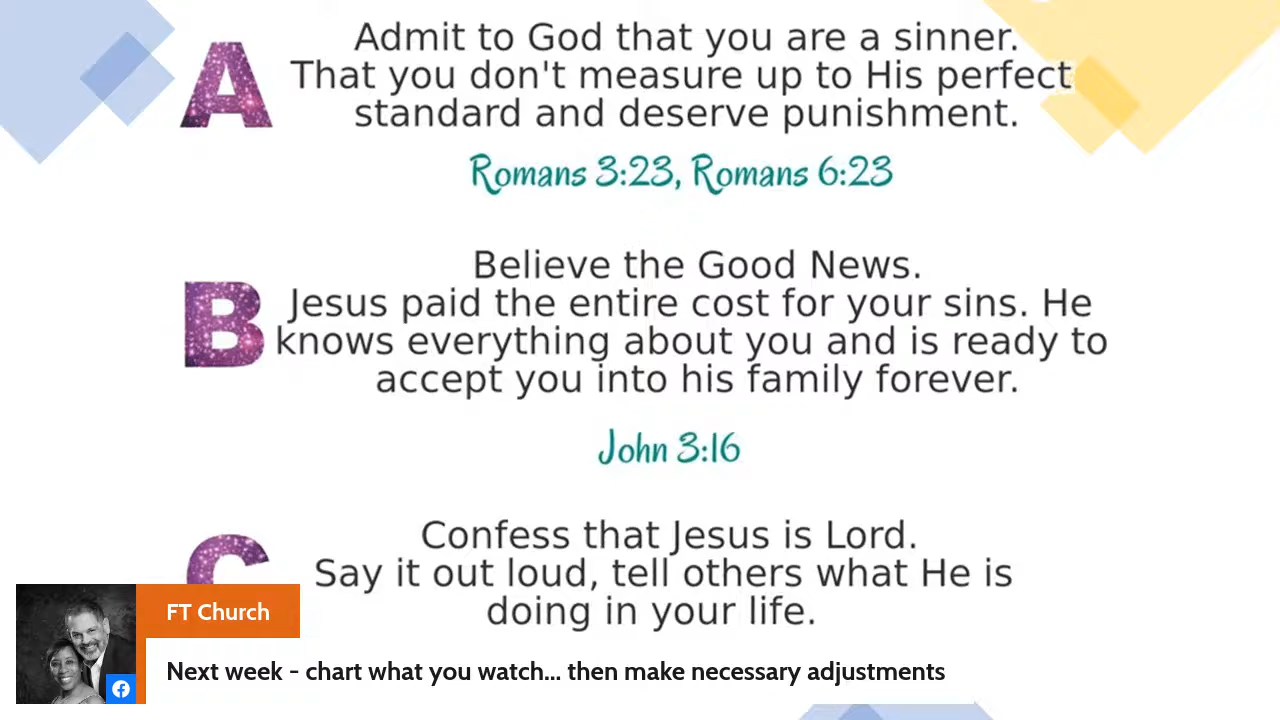 A
Admit to God that you are a sinner.
That you don't measure up to His perfect
standard and deserve punishment.
Romans 3:23, Romans 6:23
B
Believe the Good News.
Jesus paid the entire cost for your sins. He
knows everything about you and is ready to
accept you into his family forever.
John 3:16
C
Confess that Jesus is Lord.
Say it out loud, tell others what He is
doing in your life.
FT Church
Next week - chart what you watch... then make necessary adjustments